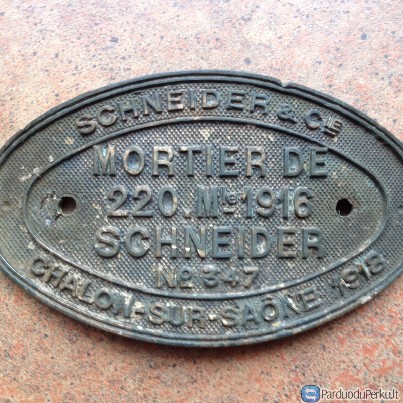 SCHNEIDER & CIE
MORTIER DE
220. Mle 1916
SCHNEIDER
No 347
CHALON-SUR-SAÔNE 1918
ParduoduPerku.lt